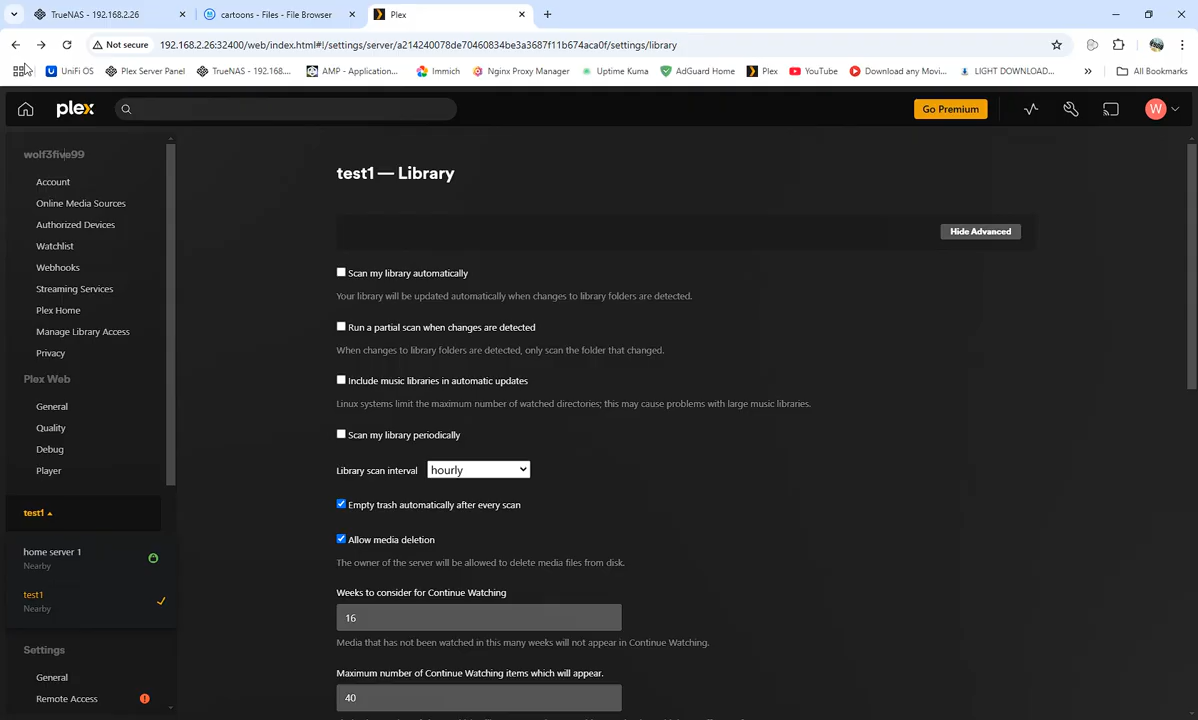 TrueNAS - 192.168.2.26
cartoons - Files - File Browser
Plex
Not secure
192.168.2.26:32400/web/index.html#!/settings/server/a214240078de70460834be3a3687f11b674aca0f/settings/library
UniFi OS
Plex Server Panel
TrueNAS - 192.168....
AMP - Application...
Immich
Nginx Proxy Manager
Uptime Kuma
AdGuard Home
Plex
YouTube
Download any Movi...
LIGHT DOWNLOAD...
»
All Bookmarks
plex
Go Premium
W
wolf3five99
Account
Online Media Sources
Authorized Devices
Watchlist
Webhooks
Streaming Services
Plex Home
Manage Library Access
Privacy
Plex Web
General
Quality
Debug
Player
test1
home server 1
Nearby
test1
Nearby
Settings
General
Remote Access
test1 — Library
Hide Advanced
Scan my library automatically
Your library will be updated automatically when changes to library folders are detected.
Run a partial scan when changes are detected
When changes to library folders are detected, only scan the folder that changed.
Include music libraries in automatic updates
Linux systems limit the maximum number of watched directories; this may cause problems with large music libraries.
Scan my library periodically
Library scan interval
hourly
Empty trash automatically after every scan
Allow media deletion
The owner of the server will be allowed to delete media files from disk.
Weeks to consider for Continue Watching
16
Media that has not been watched in this many weeks will not appear in Continue Watching.
Maximum number of Continue Watching items which will appear.
40